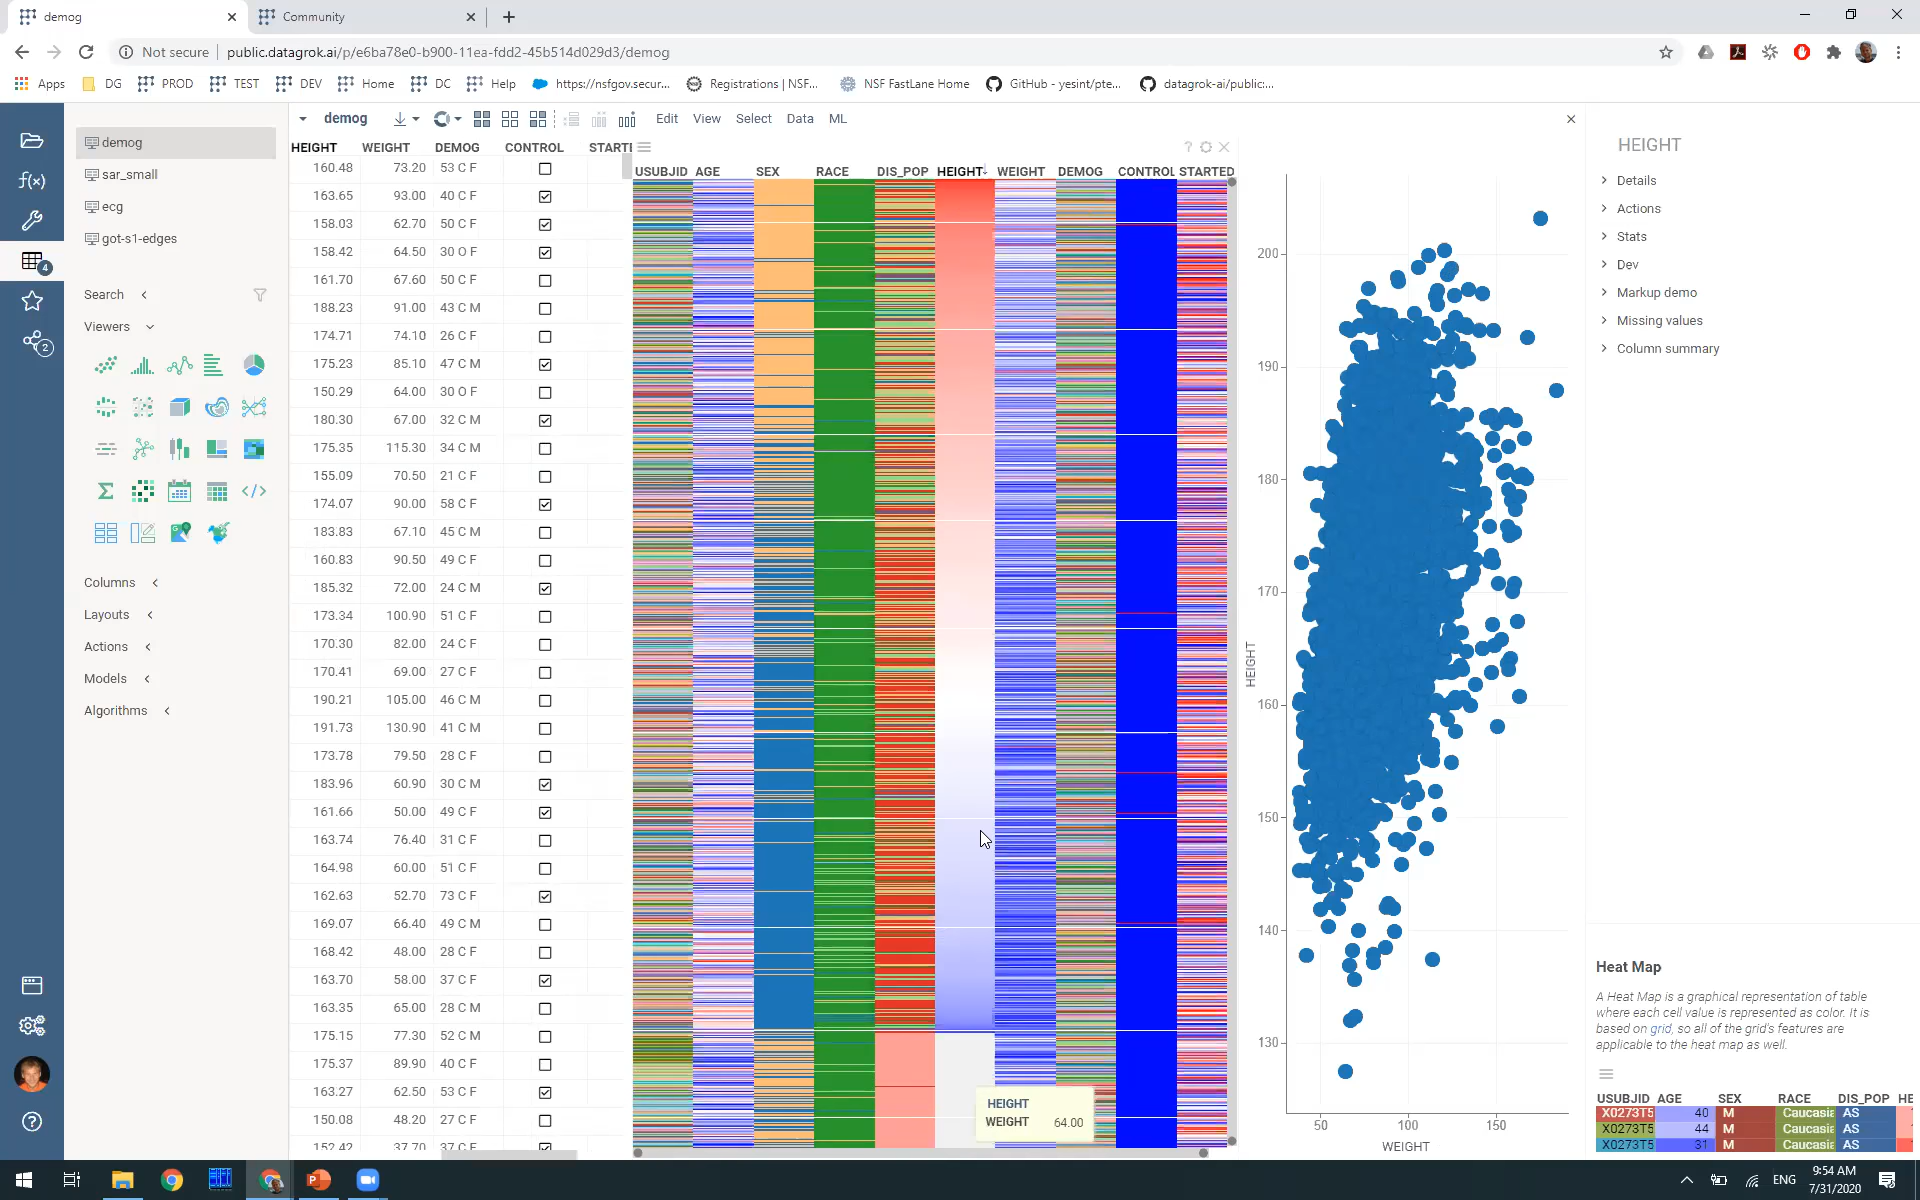 demog
Community
Not secure
public.datagrok.ai/p/e6ba78e0-b900-11ea-fdd2-45b514d029d3/demog
Apps DG PROD TEST DEV Home DC Help https://nsfgov.secur... Registrations | NSF... NSF FastLane Home GitHub - yesint/pte... datagrok-ai/public:...
demog
sar_small
ecg
got-s1-edges
4
2
Search
Viewers
Columns
Layouts
Actions
Models
Algorithms
demog Edit View Select Data ML
HEIGHT WEIGHT DEMOG CONTROL STARTE
160.48 73.20 53 C F
163.65 93.00 40 C F
158.03 62.70 50 C F
158.42 64.50 30 O F
161.70 67.60 50 C F
188.23 91.00 43 C M
174.71 74.10 26 C F
175.23 85.10 47 C M
150.29 64.00 30 O F
180.30 67.00 32 C M
175.35 115.30 34 C M
155.09 70.50 21 C F
174.07 90.00 58 C F
183.83 67.10 45 C M
160.83 90.50 49 C F
185.32 72.00 24 C M
173.34 100.90 51 C F
170.30 82.00 24 C F
170.41 69.00 27 C F
190.21 105.00 46 C M
191.73 130.90 41 C M
173.78 79.50 28 C F
183.96 60.90 30 C M
161.66 50.00 49 C F
163.74 76.40 31 C F
164.98 60.00 51 C F
162.63 52.70 73 C F
169.07 66.40 49 C M
168.42 48.00 28 C F
163.70 58.00 37 C F
163.35 65.00 28 C M
175.15 77.30 52 C M
175.37 89.90 40 C F
163.27 62.50 53 C F
150.08 48.20 27 C F
152.42 37.70 37 C F
USUBJID AGE SEX RACE DIS_POP HEIGHT WEIGHT DEMOG CONTROL STARTED
HEIGHT
WEIGHT 64.00
200
190
180
170
160
150
140
130
HEIGHT
50 100 150
WEIGHT
HEIGHT
Details
Actions
Stats
Dev
Markup demo
Missing values
Column summary
Heat Map
A Heat Map is a graphical representation of table
where each cell value is represented as color. It is
based on grid, so all of the grid's features are
applicable to the heat map as well.
USUBJID AGE SEX RACE DIS_POP HE
X0273T5 40 M Caucasia AS
X0273T5 44 M Caucasia AS
X0273T5 31 M Caucasia AS
ENG
9:54 AM
7/31/2020